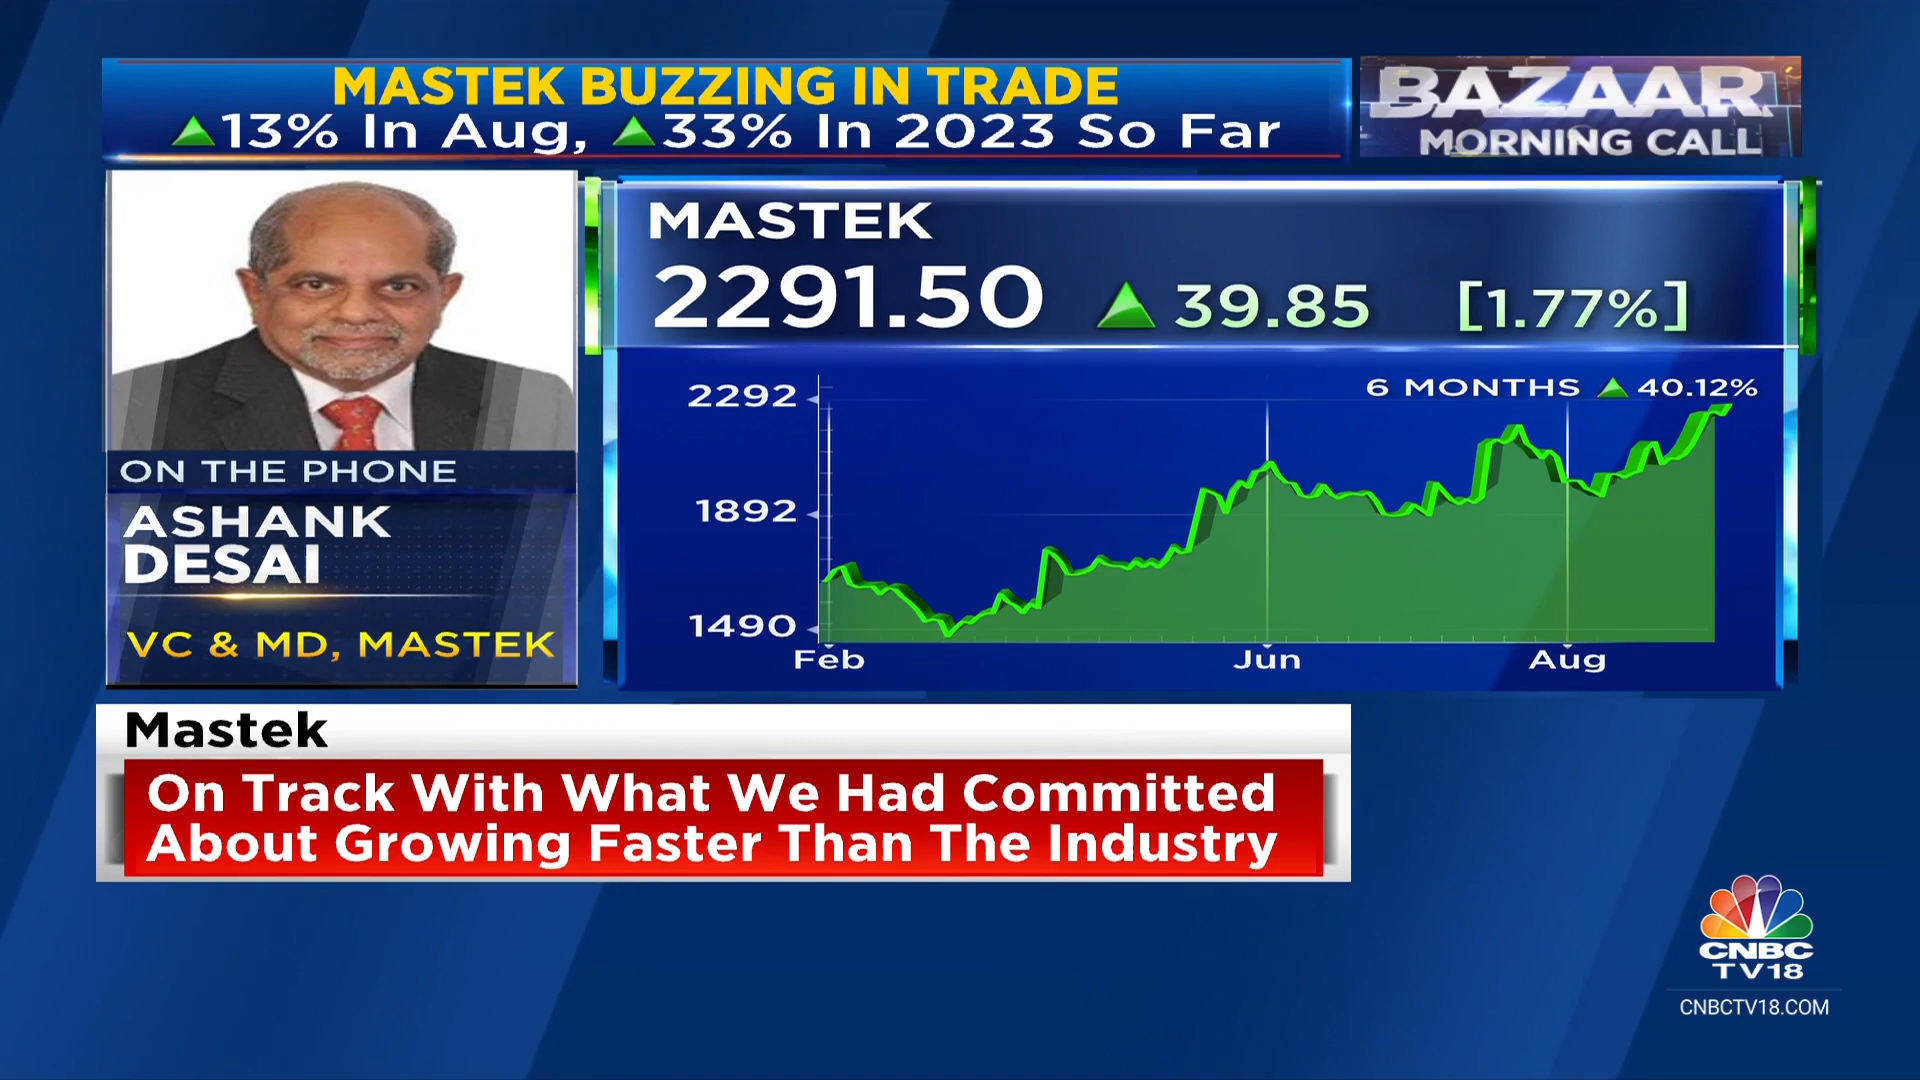 MASTEK BUZZING IN TRADE
▲13% In Aug, ▲33% In 2023 So Far
BAZAAR
MORNING CALL
ON THE PHONE
ASHANK
DESAI
VC & MD, MASTEK
MASTEK
2291.50 ▲ 39.85 [1.77%]
6 MONTHS ▲ 40.12%
2292
1892
1490
Feb Jun Aug
Mastek
On Track With What We Had Committed
About Growing Faster Than The Industry
CNBC
TV18
CNBCTV18.COM